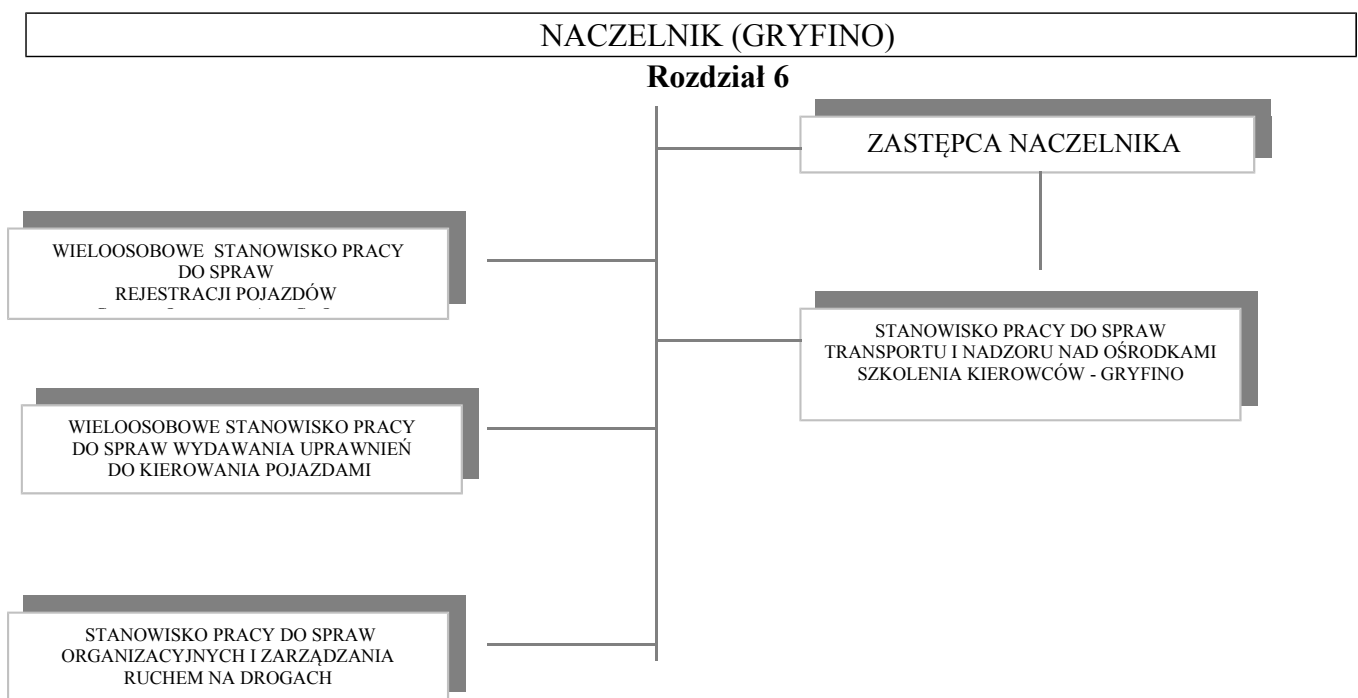 NACZELNIK (GRYFINO)
Rozdział 6
ZASTĘPCA NACZELNIKA
WIELOOSOBOWE STANOWISKO PRACY
DO SPRAW
REJESTRACJI POJAZDÓW
STANOWISKO PRACY DO SPRAW
TRANSPORTU I NADZORU NAD OŚRODKAMI
SZKOLENIA KIEROWCÓW - GRYFINO
WIELOOSOBOWE STANOWISKO PRACY
DO SPRAW WYDAWANIA UPRAWNIEŃ
DO KIEROWANIA POJAZDAMI
STANOWISKO PRACY DO SPRAW
ORGANIZACYJNYCH I ZARZĄDZANIA
RUCHEM NA DROGACH